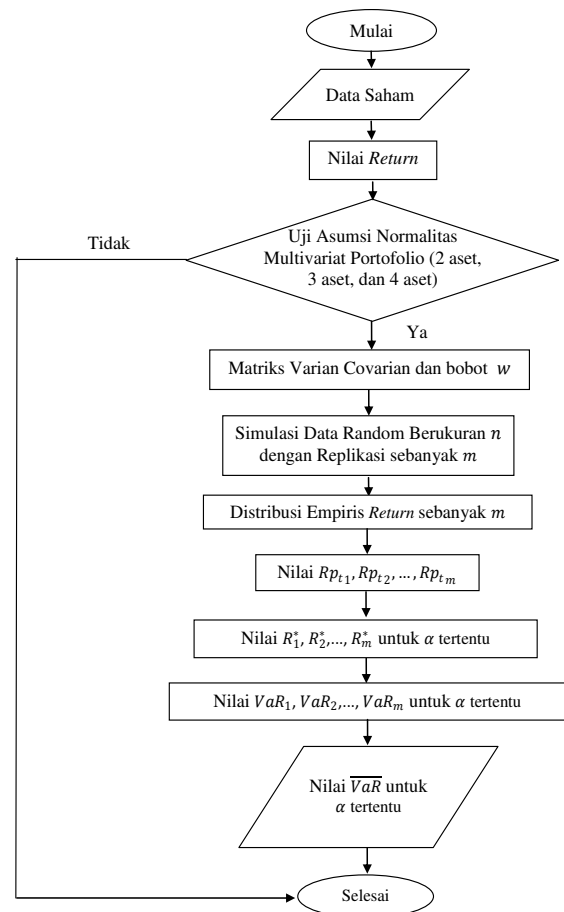 Mulai
Data Saham
Nilai Return
Tidak
Uji Asumsi Normalitas
Multivariat Portofolio (2 aset,
3 aset, dan 4 aset)
Ya
Matriks Varian Covarian dan bobot w
Simulasi Data Random Berukuran n
dengan Replikasi sebanyak m
Distribusi Empiris Return sebanyak m
Nilai Rp_{t_1}, Rp_{t_2}, ..., Rp_{t_m}
Nilai R_1^*, R_2^*,..., R_m^* untuk α tertentu
Nilai VaR_1, VaR_2,..., VaR_m untuk α tertentu
Nilai \overline{VaR} untuk
α tertentu
Selesai